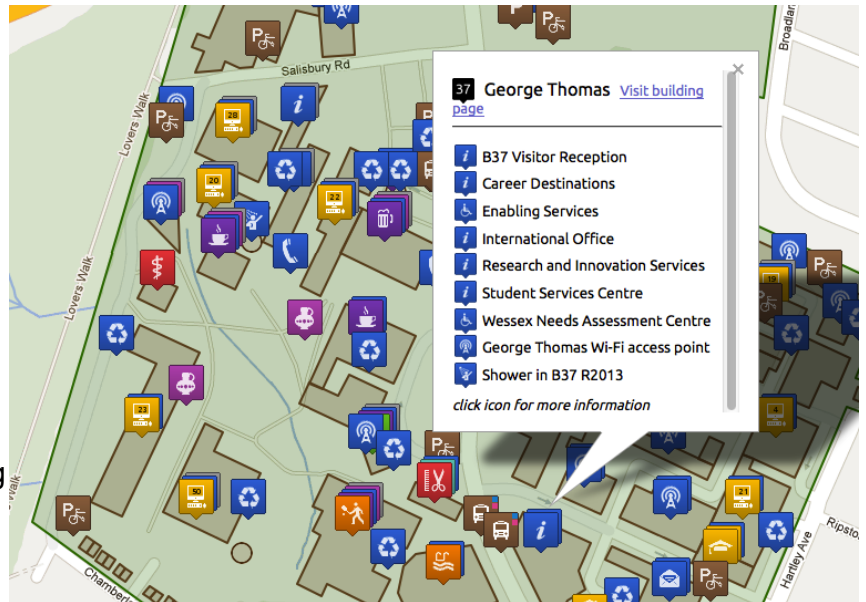 Salisbury Rd
Broadlan
Lovers Walk
Lovers Walk
Walk
g
28
20
22
23
50
19
4
21
P
P
P
P
P
P
P
P
i
i
37 George Thomas Visit building
page
i B37 Visitor Reception
i Career Destinations
Enabling Services
i International Office
i Research and Innovation Services
i Student Services Centre
Wessex Needs Assessment Centre
George Thomas Wi-Fi access point
Shower in B37 R2013
click icon for more information
Chamberl
Hartley Ave
Ripsto